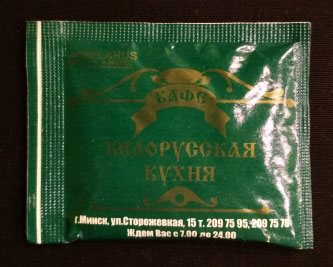 BELARUS
КАФЕ
БЕЛОРУССКАЯ
КУХНЯ
г.Минск, ул.Сторожевская, 15 т. 209 75 95, 209 75 78
Ждем Вас с 7.00 до 24.00